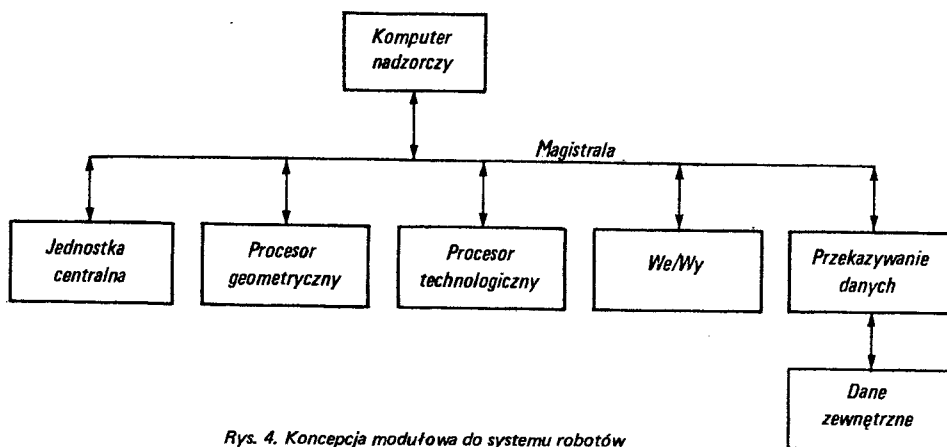 Komputer
nadzorczy
Magistrala
Jednostka
centralna
Procesor
geometryczny
Procesor
technologiczny
We/Wy
Przekazywanie
danych
Dane
zewnętrzne
Rys. 4. Koncepcja modułowa do systemu robotów